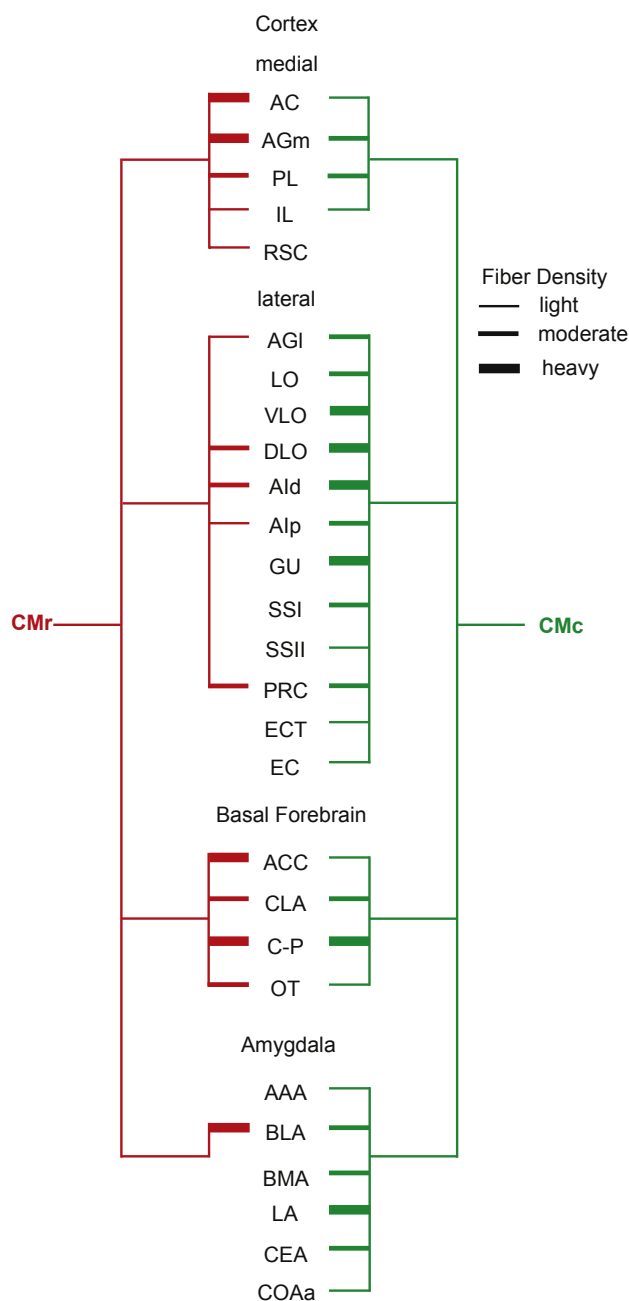 Cortex
medial
AC
AGm
PL
IL
RSC
Fiber Density
light
moderate
heavy
lateral
AGl
LO
VLO
DLO
AId
AIp
GU
SSI
SSII
PRC
ECT
EC
CMr
CMc
Basal Forebrain
ACC
CLA
C-P
OT
Amygdala
AAA
BLA
BMA
LA
CEA
COAa